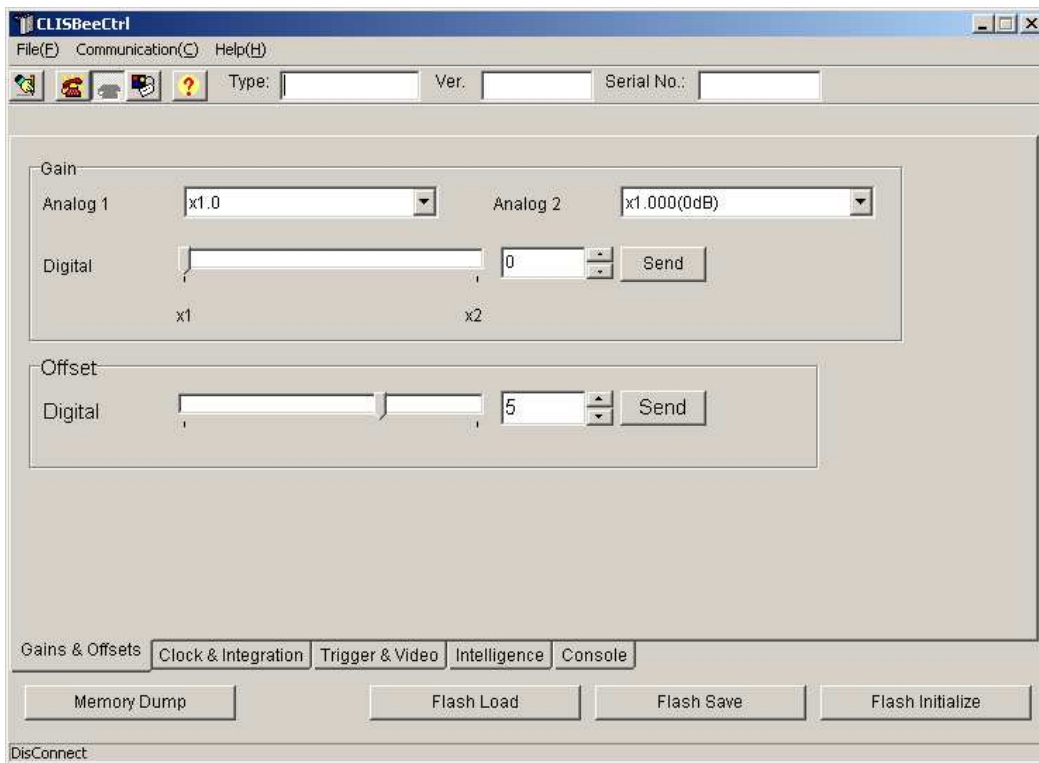 CLISBeeCtrl
File(F) Communication(C) Help(H)
Type: Ver. Serial No.:
Gain
Analog 1 x1.0 Analog 2 x1.000(0dB)
Digital 0 Send
x1 x2
Offset
Digital 5 Send
Gains & Offsets Clock & Integration Trigger & Video Intelligence Console
Memory Dump Flash Load Flash Save Flash Initialize
DisConnect